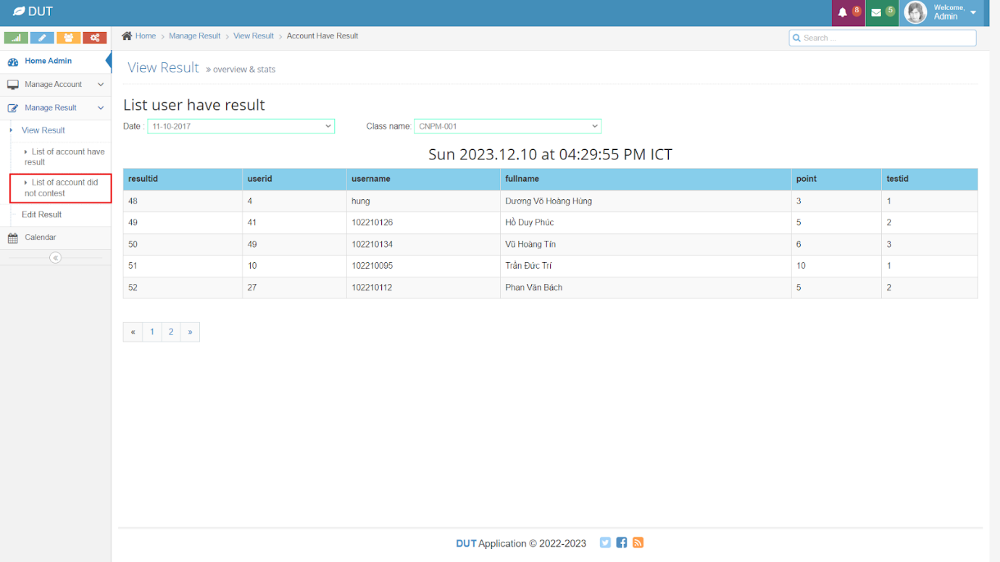 DUT
8
5
Welcome,
Admin
Home > Manage Result > View Result > Account Have Result
Search ...
Home Admin
Manage Account
Manage Result
View Result
List of account have
result
List of account did
not contest
Edit Result
Calendar
View Result » overview & stats
List user have result
Date : 11-10-2017 Class name: CNPM-001
Sun 2023.12.10 at 04:29:55 PM ICT
resultid userid username fullname point testid
48 4 hung Dương Võ Hoàng Hùng 3 1
49 41 102210126 Hồ Duy Phúc 5 2
50 49 102210134 Vũ Hoàng Tín 6 3
51 10 102210095 Trần Đức Trí 10 1
52 27 102210112 Phan Văn Bách 5 2
« 1 2 »
DUT Application © 2022-2023